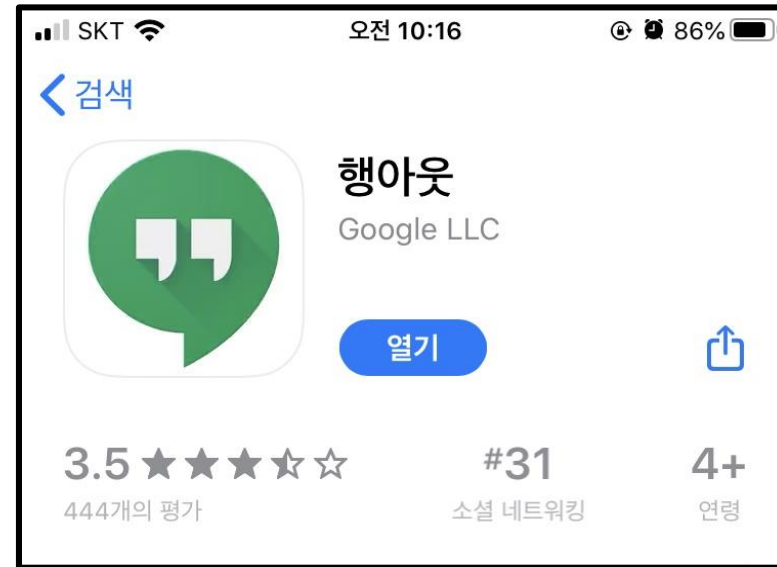 SKT 오전 10:16 86%
검색
행아웃
Google LLC
열기
3.5 #31 4+
444개의 평가 소셜 네트워킹 연령